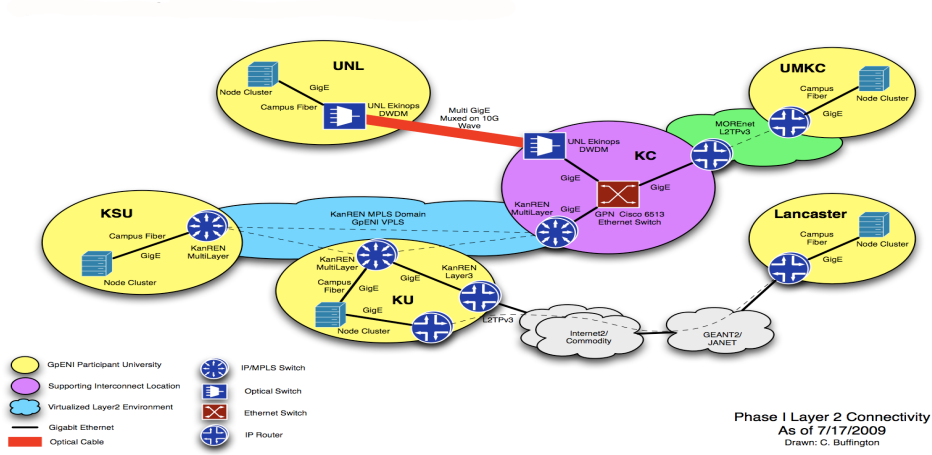 UNL
Node Cluster
GigE
Campus Fiber
UNL Ekinops
DWDM
Multi GigE
Muxed on 10G
Wave
UNL Ekinops
DWDM
KC
GigE
GigE
GigE
KanREN
MultiLayer
GPN Cisco 6513
Ethernet Switch
MOREnet
L2TPv3
UMKC
Campus
Fiber
GigE
Node Cluster
KSU
Campus Fiber
GigE
KanREN
MultiLayer
Node Cluster
KanREN MPLS Domain
GpENI VPLS
KanREN
MultiLayer
KanREN
Layer3
GigE
Campus
Fiber
GigE
KU
GigE
Node Cluster
L2TPv3
Internet2/
Commodity
GEANT2/
JANET
Lancaster
Campus
Fiber
GigE
Node Cluster
GpENI Participant University
Supporting Interconnect Location
Virtualized Layer2 Environment
Gigabit Ethernet
Optical Cable
IP/MPLS Switch
Optical Switch
Ethernet Switch
IP Router
Phase I Layer 2 Connectivity
As of 7/17/2009
Drawn: C. Buffington